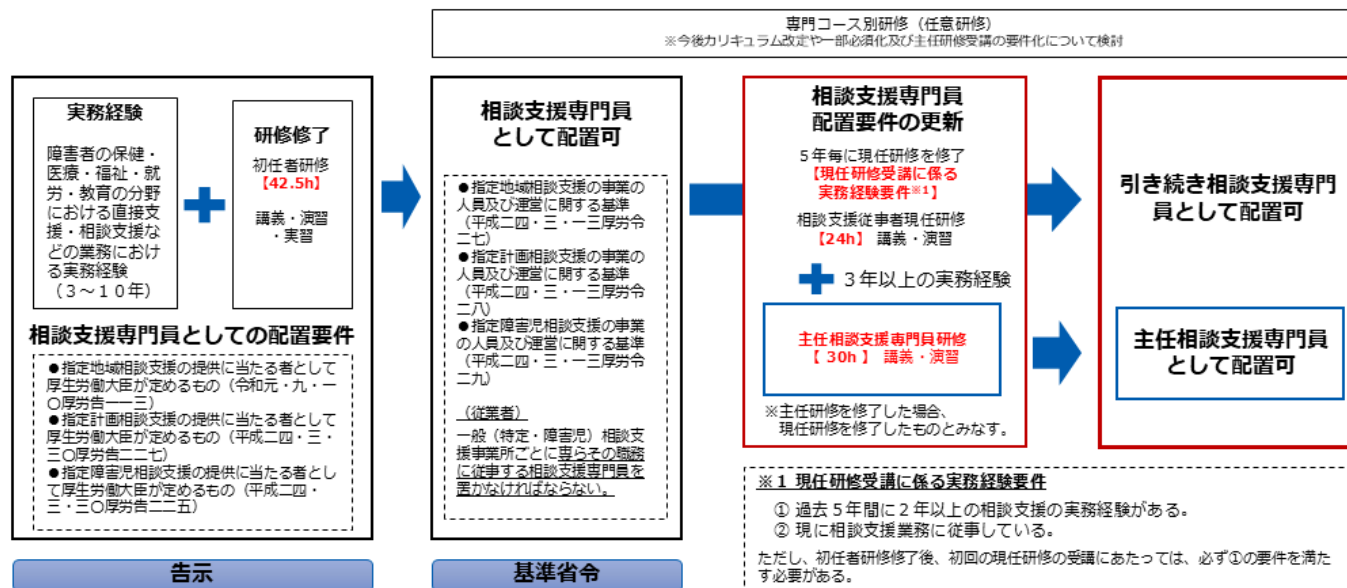 専門コース別研修（任意研修）
※今後カリキュラム改定や一部必須化及び主任研修受講の要件化について検討
実務経験
障害者の保健・
医療・福祉・就
労・教育の分野
における直接支
援・相談支援な
どの業務におけ
る実務経験
（３～１０年）
研修修了
初任者研修
【42.5h】
講義・演習
・実習
相談支援専門員としての配置要件
●指定地域相談支援の提供に当たる者として
厚生労働大臣が定めるもの（令和元・九・一
〇厚労告一一三）
●指定計画相談支援の提供に当たる者として
厚生労働大臣が定めるもの（平成二四・三・
三〇厚労告二二七）
●指定障害児相談支援の提供に当たる者とし
て厚生労働大臣が定めるもの（平成二四・
三・三〇厚労告二二五）
告示
相談支援専門員
として配置可
●指定地域相談支援の事業の
人員及び運営に関する基準
（平成二四・三・一三厚労令
二七）
●指定計画相談支援の事業の
人員及び運営に関する基準
（平成二四・三・一三厚労令
二八）
●指定障害児相談支援の事業
の人員及び運営に関する基準
（平成二四・三・一三厚労令
二九）
（従業者）
一般（特定・障害児）相談支
援事業所ごとに専らその職務
に従事する相談支援専門員を
置かなければならない。
基準省令
相談支援専門員
配置要件の更新
５年毎に現任研修を修了
【現任研修受講に係る
実務経験要件※1】
相談支援従事者現任研修
【24h】 講義・演習
３年以上の実務経験
主任相談支援専門員研修
【 30h 】 講義・演習
※主任研修を修了した場合、
現任研修を修了したものとみなす。
引き続き相談支援専門
員として配置可
主任相談支援専門員
として配置可
※１ 現任研修受講に係る実務経験要件
① 過去５年間に２年以上の相談支援の実務経験がある。
② 現に相談支援業務に従事している。
ただし、初任者研修修了後、初回の現任研修の受講にあたっては、必ず①の要件を満た
す必要がある。